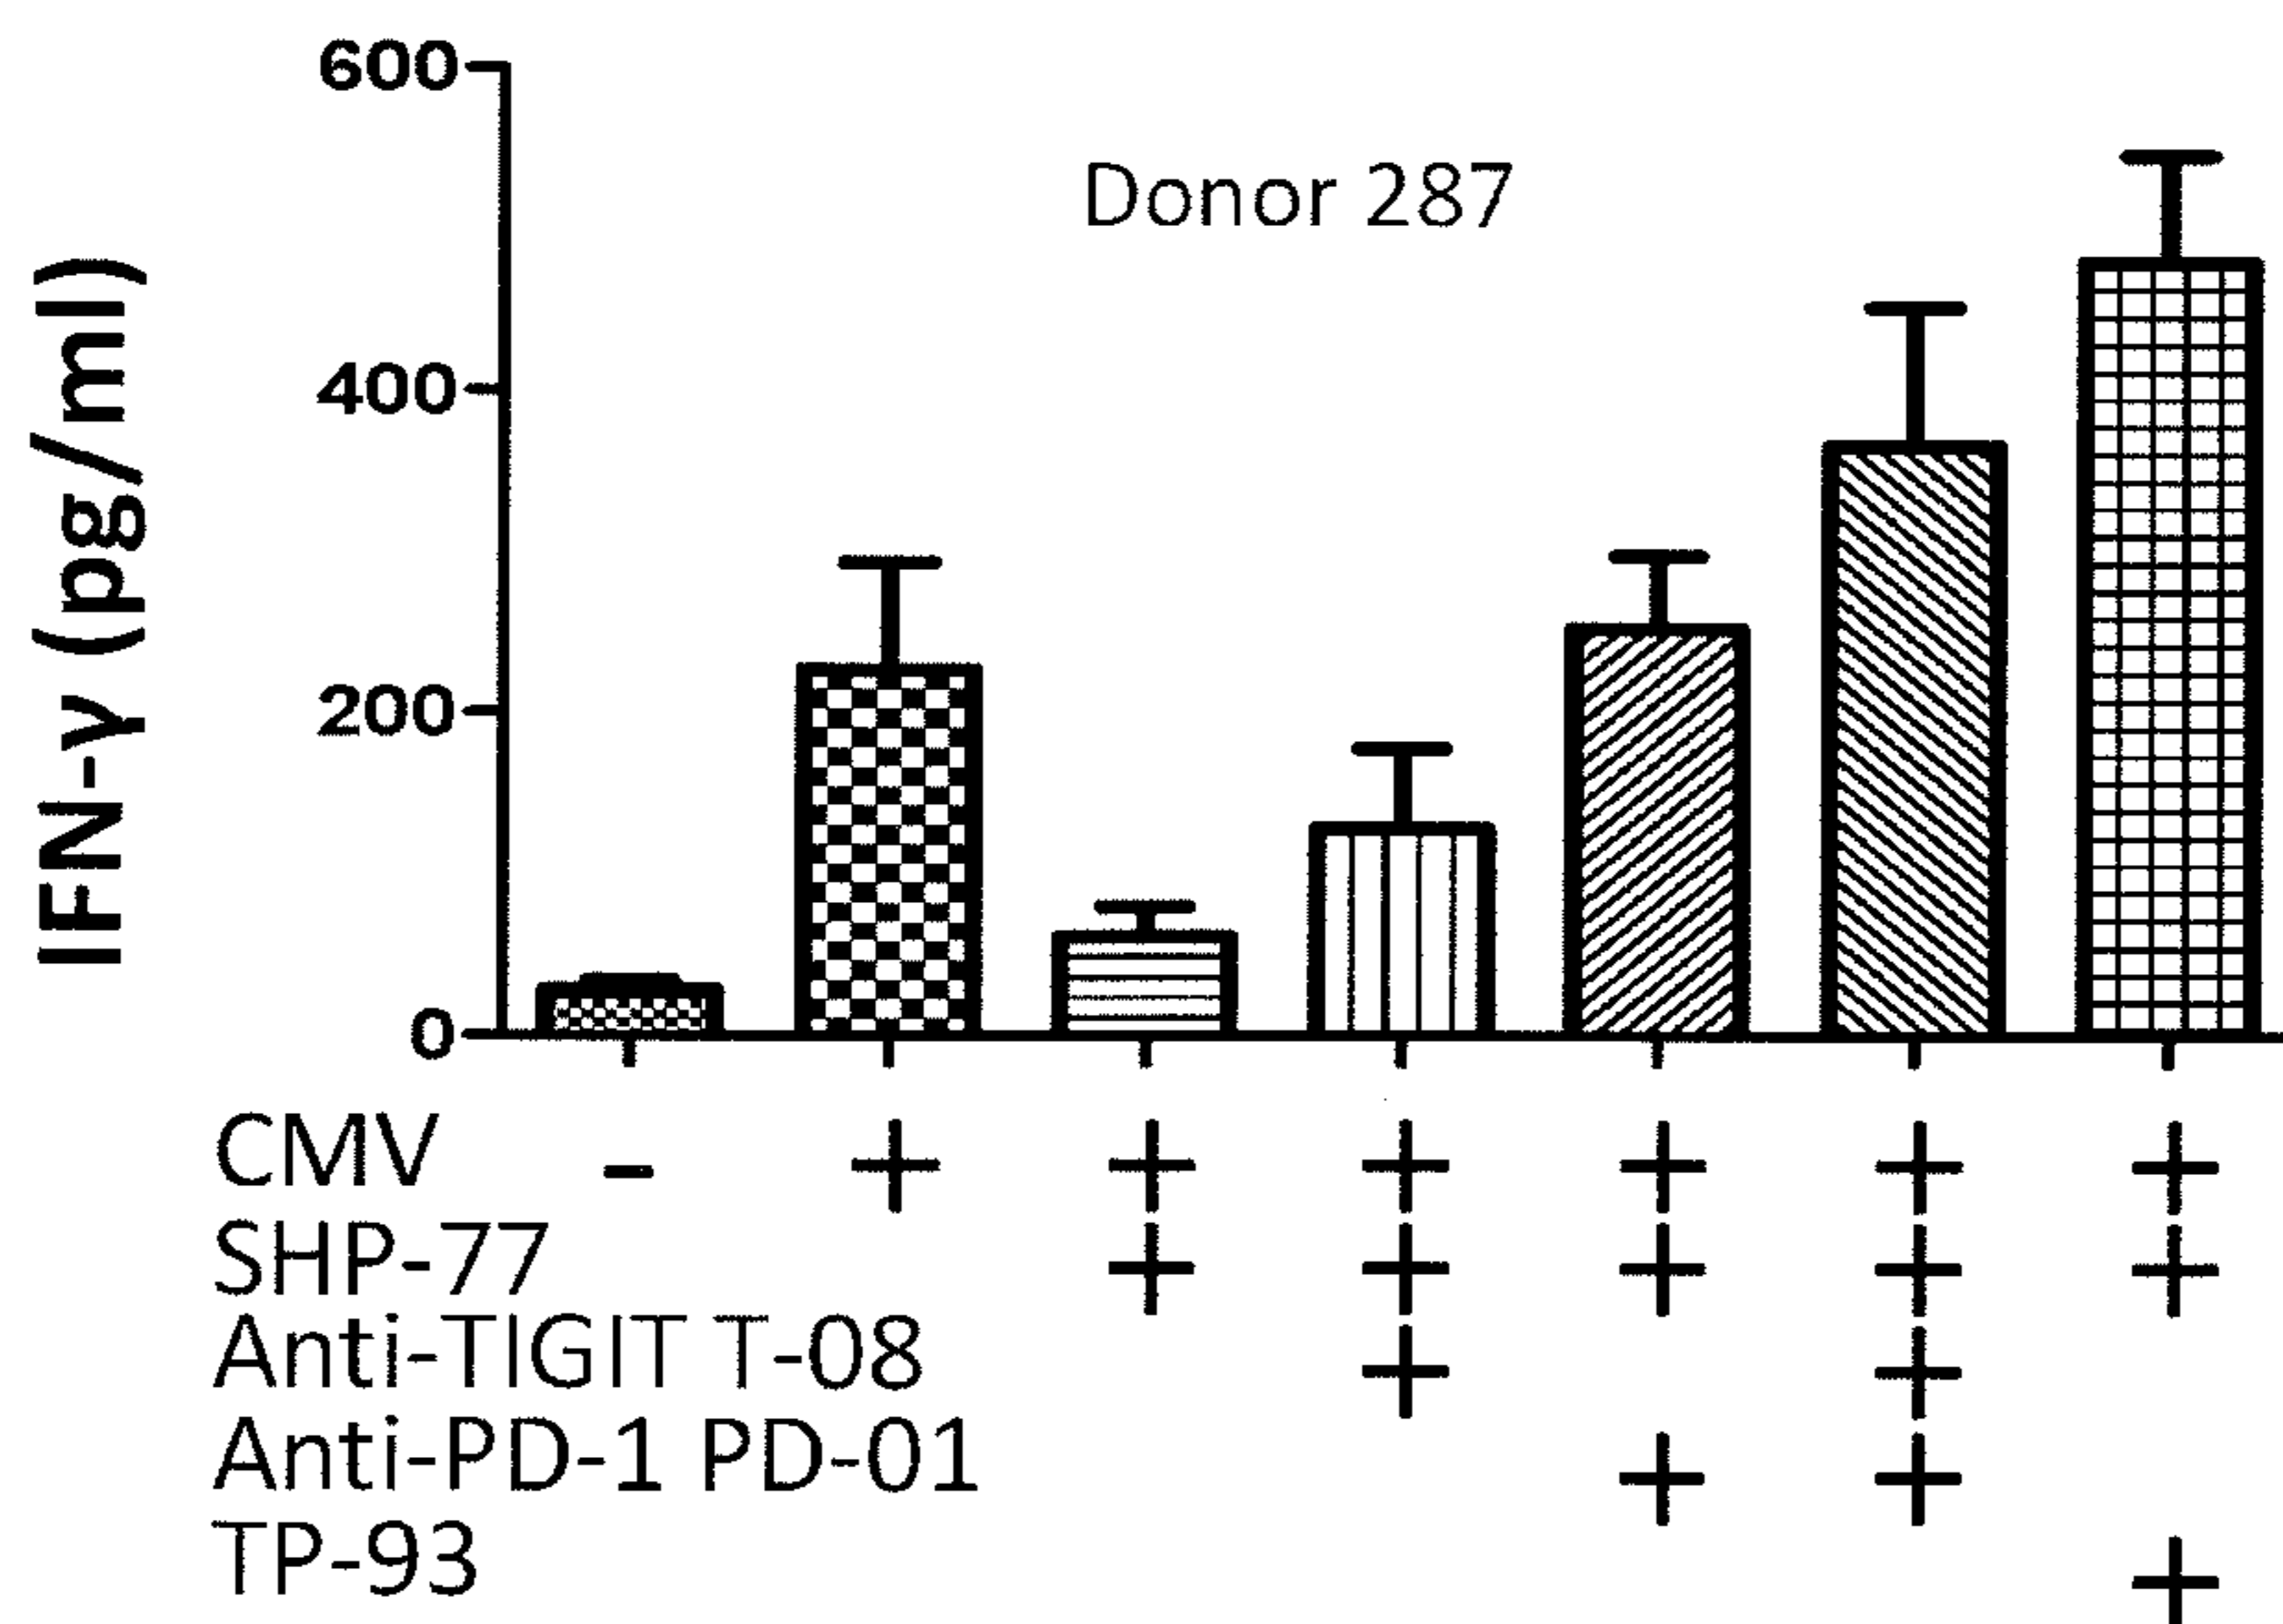 600
400
200
0
IFN-γ (pg/ml)
Donor 287
CMV - + + + + + +
SHP-77 + + + + +
Anti-TIGIT T-08 + +
Anti-PD-1 PD-01 + +
TP-93 +